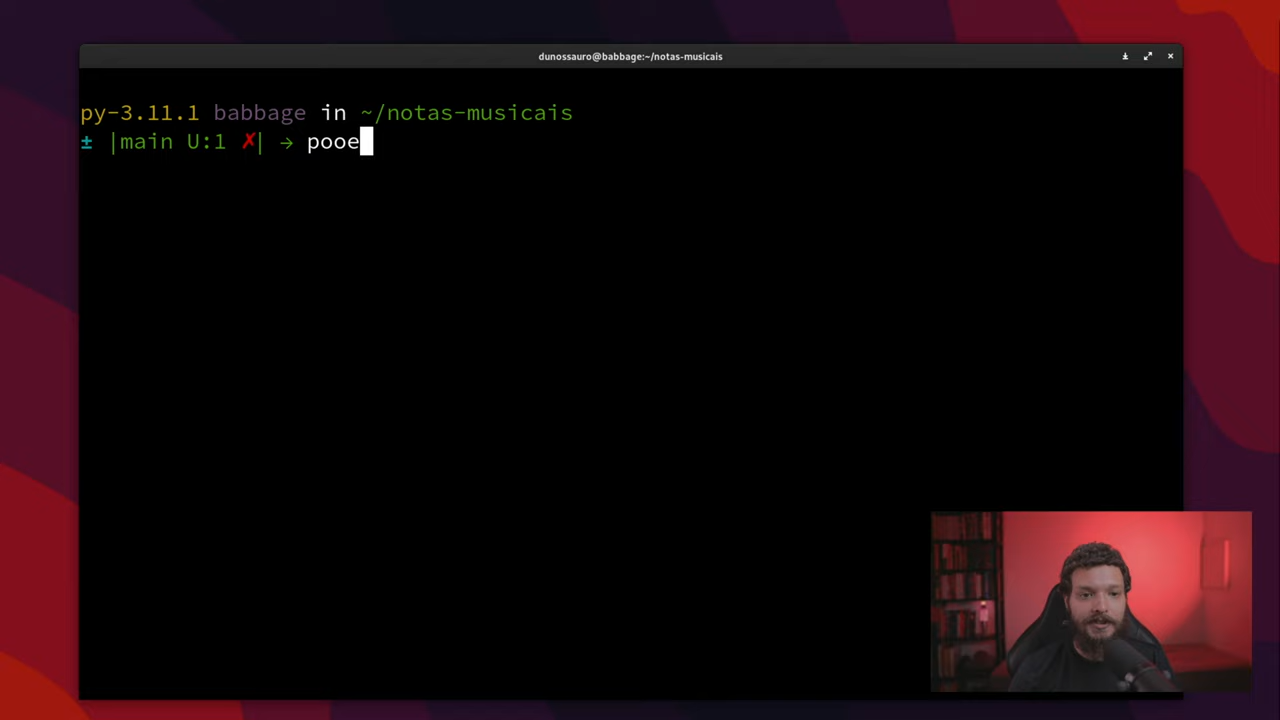 dunossauro@babbage:~/notas-musicais
py-3.11.1 babbage in ~/notas-musicais
± |main U:1 ✗| → pooe